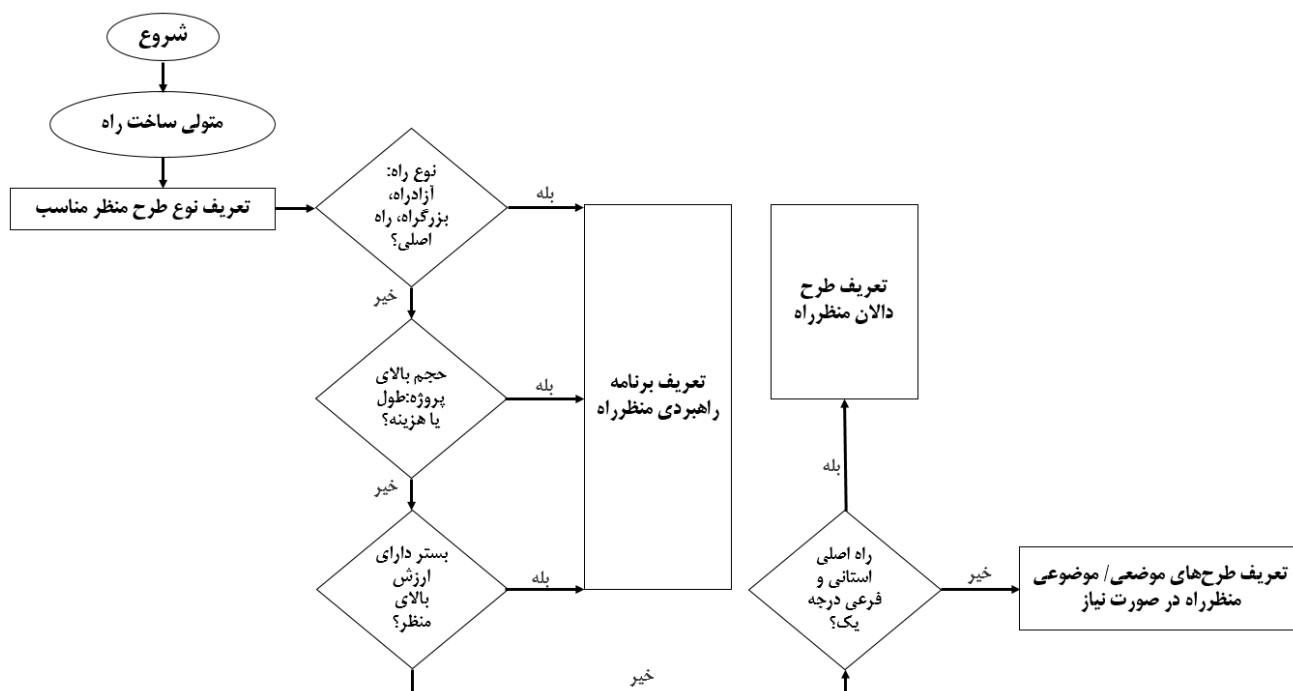 شروع
متولی ساخت راه
تعریف نوع طرح منظر مناسب
نوع راه:
آزادراه،
بزرگراه، راه
اصلی؟
بله
خیر
حجم بالای
پروژه:طول
یا هزینه؟
بله
خیر
بستر دارای
ارزش
بالای
منظر؟
بله
خیر
تعریف برنامه
راهبردی منظرراه
راه اصلی
استانی و
فرعی درجه
یک؟
بله
تعریف طرح
دالان منظرراه
خیر
تعریف طرح‌های موضعی/ موضوعی
منظرراه در صورت نیاز